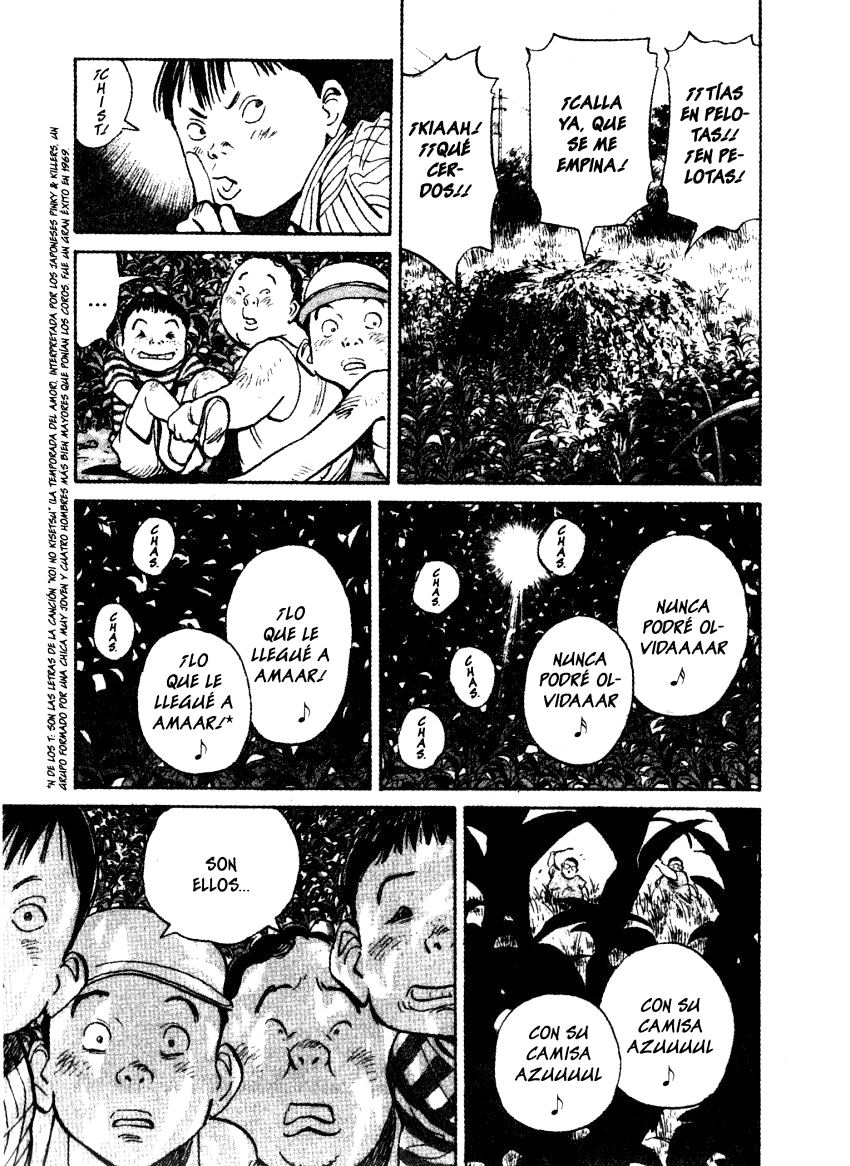 ¡¡¡TÍAS
EN PELO-
TAS!!
¡EN PE-
LOTAS!
¡CALLA
YA, QUE
SE ME
EMPINA!
¡KIAAH!
¡¡QUÉ
CER-
DOS!!
¡CHIST!
...
CHAS.
NUNCA
PODRÉ OL-
VIDAAAAR
CHAS.
NUNCA
PODRÉ OL-
VIDAAAAR
CHAS.
CHAS.
CHAS.
¡LO
QUE LE
LLEGUÉ A
AMAAR!
CHAS.
¡LO
QUE LE
LLEGUÉ A
AMAAR!*
*N DE LOS T: SON LAS LETRAS DE LA CANCIÓN "KOI NO KISETSU" (LA TEMPORADA DEL AMOR), INTERPRETADA POR LOS JAPONESES PINKY & KILLERS, UN
GRUPO FORMADO POR UNA CHICA MUY JOVEN Y CUATRO HOMBRES MÁS BIEN MAYORES QUE PONÍAN LOS COROS. FUE UN GRAN ÉXITO EN 1969.
CON SU
CAMISA
AZUUUUL
CON SU
CAMISA
AZUUUUL
SON
ELLOS...